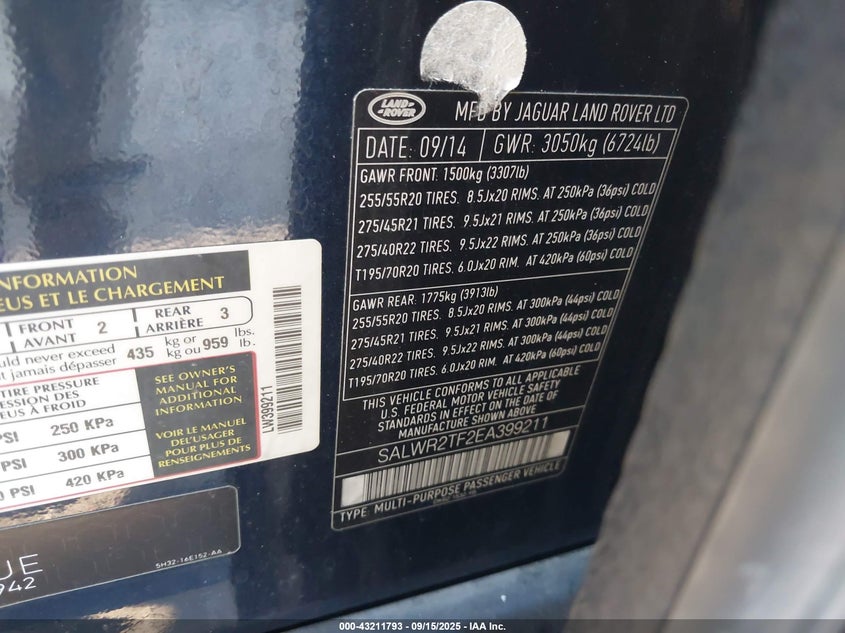 LAND ROVER
MFD BY JAGUAR LAND ROVER LTD
DATE: 09/14 GWR: 3050kg (6724lb)
GAWR FRONT: 1500kg (3307lb)
255/55R20 TIRES. 8.5Jx20 RIMS. AT 250kPa (36psi) COLD
275/45R21 TIRES. 9.5Jx21 RIMS. AT 250kPa (36psi) COLD
275/40R22 TIRES. 9.5Jx22 RIMS. AT 250kPa (36psi) COLD
T195/70R20 TIRES. 6.0Jx20 RIM. AT 420kPa (60psi) COLD
GAWR REAR: 1775kg (3913lb)
255/55R20 TIRES. 8.5Jx20 RIMS. AT 300kPa (44psi) COLD
275/45R21 TIRES. 9.5Jx21 RIMS. AT 300kPa (44psi) COLD
275/40R22 TIRES. 9.5Jx22 RIMS. AT 300kPa (44psi) COLD
T195/70R20 TIRES. 6.0Jx20 RIM. AT 420kPa (60psi) COLD
THIS VEHICLE CONFORMS TO ALL APPLICABLE
U.S. FEDERAL MOTOR VEHICLE SAFETY
STANDARDS IN EFFECT ON THE DATE OF
MANUFACTURE SHOWN ABOVE
SALWR2TF2EA399211
TYPE: MULTI-PURPOSE PASSENGER VEHICLE
INFORMATION
EUS ET LE CHARGEMENT
FRONT 2 REAR 3
AVANT ARRIÈRE
ould never exceed 435 kg or 959 lbs.
t jamais dépasser kg ou lb.
TIRE PRESSURE
ESSION DES
EUS À FROID
PSI 250 KPa
PSI 300 KPa
0 PSI 420 KPa
SEE OWNER'S
MANUAL FOR
ADDITIONAL
INFORMATION
VOIR LE MANUEL
DE L'USAGER
POUR PLUS DE
RENSEIGNEMENTS
LW399211
5H32-16E152-AA
UE
942
000-43211793 - 09/15/2025 - IAA Inc.